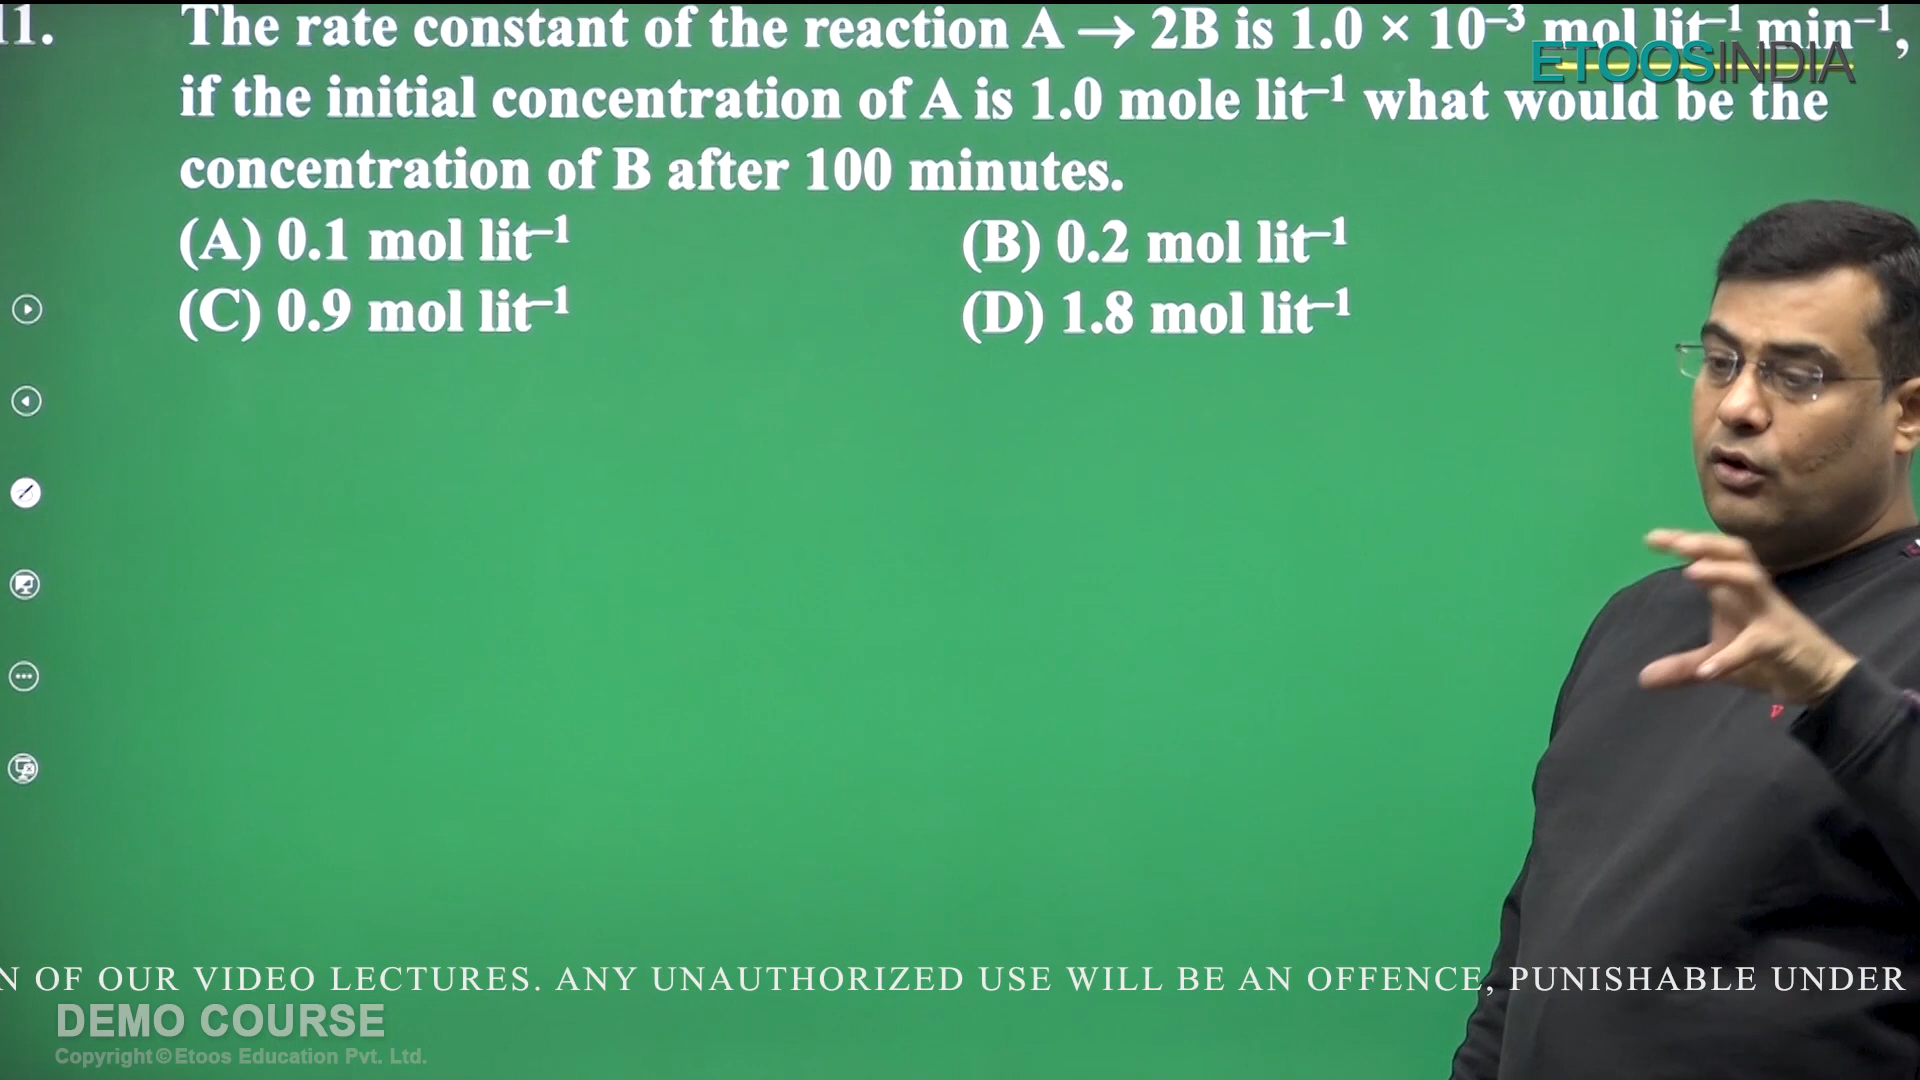 11. The rate constant of the reaction A → 2B is 1.0 × 10⁻³ mol lit⁻¹ min⁻¹,
ETOOSINDIA
if the initial concentration of A is 1.0 mole lit⁻¹ what would be the
concentration of B after 100 minutes.
(A) 0.1 mol lit⁻¹ (B) 0.2 mol lit⁻¹
(C) 0.9 mol lit⁻¹ (D) 1.8 mol lit⁻¹
N OF OUR VIDEO LECTURES. ANY UNAUTHORIZED USE WILL BE AN OFFENCE, PUNISHABLE UNDER
DEMO COURSE
Copyright © Etoos Education Pvt. Ltd.